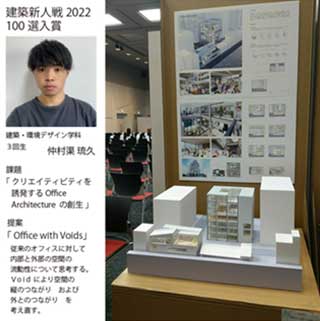 建築新人戦 2022
100 選入賞
建築・環境デザイン学科
3回生
仲村渠 琉久
課題
「クリエイティビティを
誘発する Office
Architecture の創生」
提案
「Office with Voids」
従来のオフィスに対して
内部と外部の空間の
流動性について思考する。
Void により空間の
縦のつながり および
外とのつながり を
考え直す。